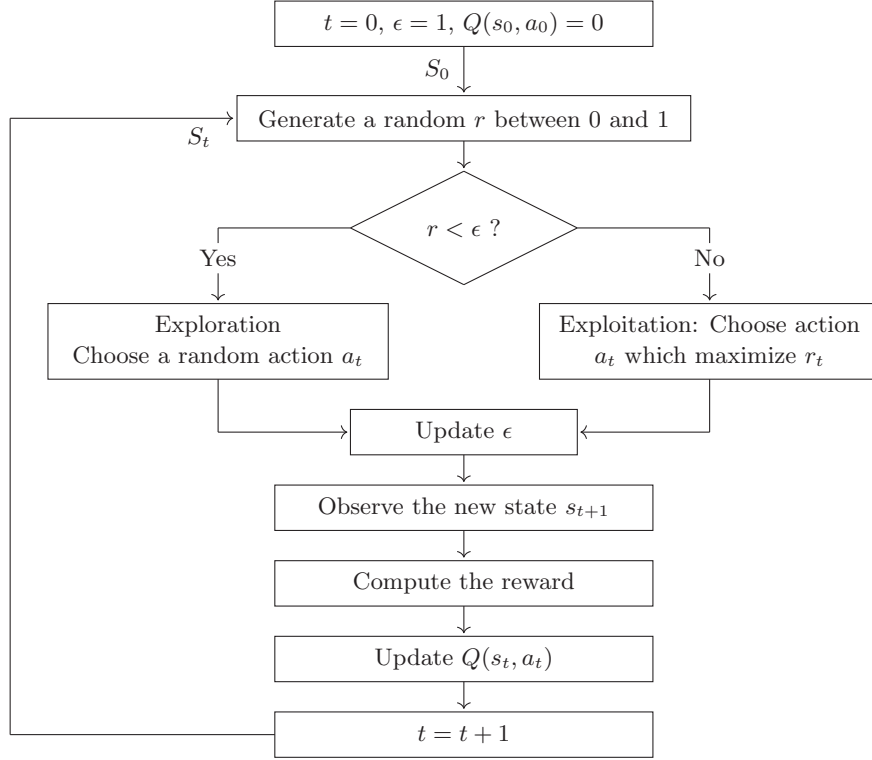 t = 0, ϵ = 1, Q(s₀, a₀) = 0
S₀
Generate a random r between 0 and 1
Sₜ
r < ϵ ?
Yes
No
Exploration
Choose a random action aₜ
Exploitation: Choose action
aₜ which maximize rₜ
Update ϵ
Observe the new state sₜ₊₁
Compute the reward
Update Q(sₜ, aₜ)
t = t + 1